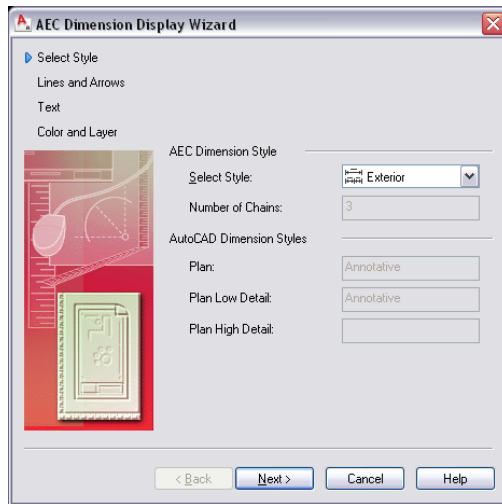 AEC Dimension Display Wizard
Select Style
Lines and Arrows
Text
Color and Layer
AEC Dimension Style
Select Style: Exterior
Number of Chains: 3
AutoCAD Dimension Styles
Plan: Annotative
Plan Low Detail: Annotative
Plan High Detail:
< Back Next > Cancel Help